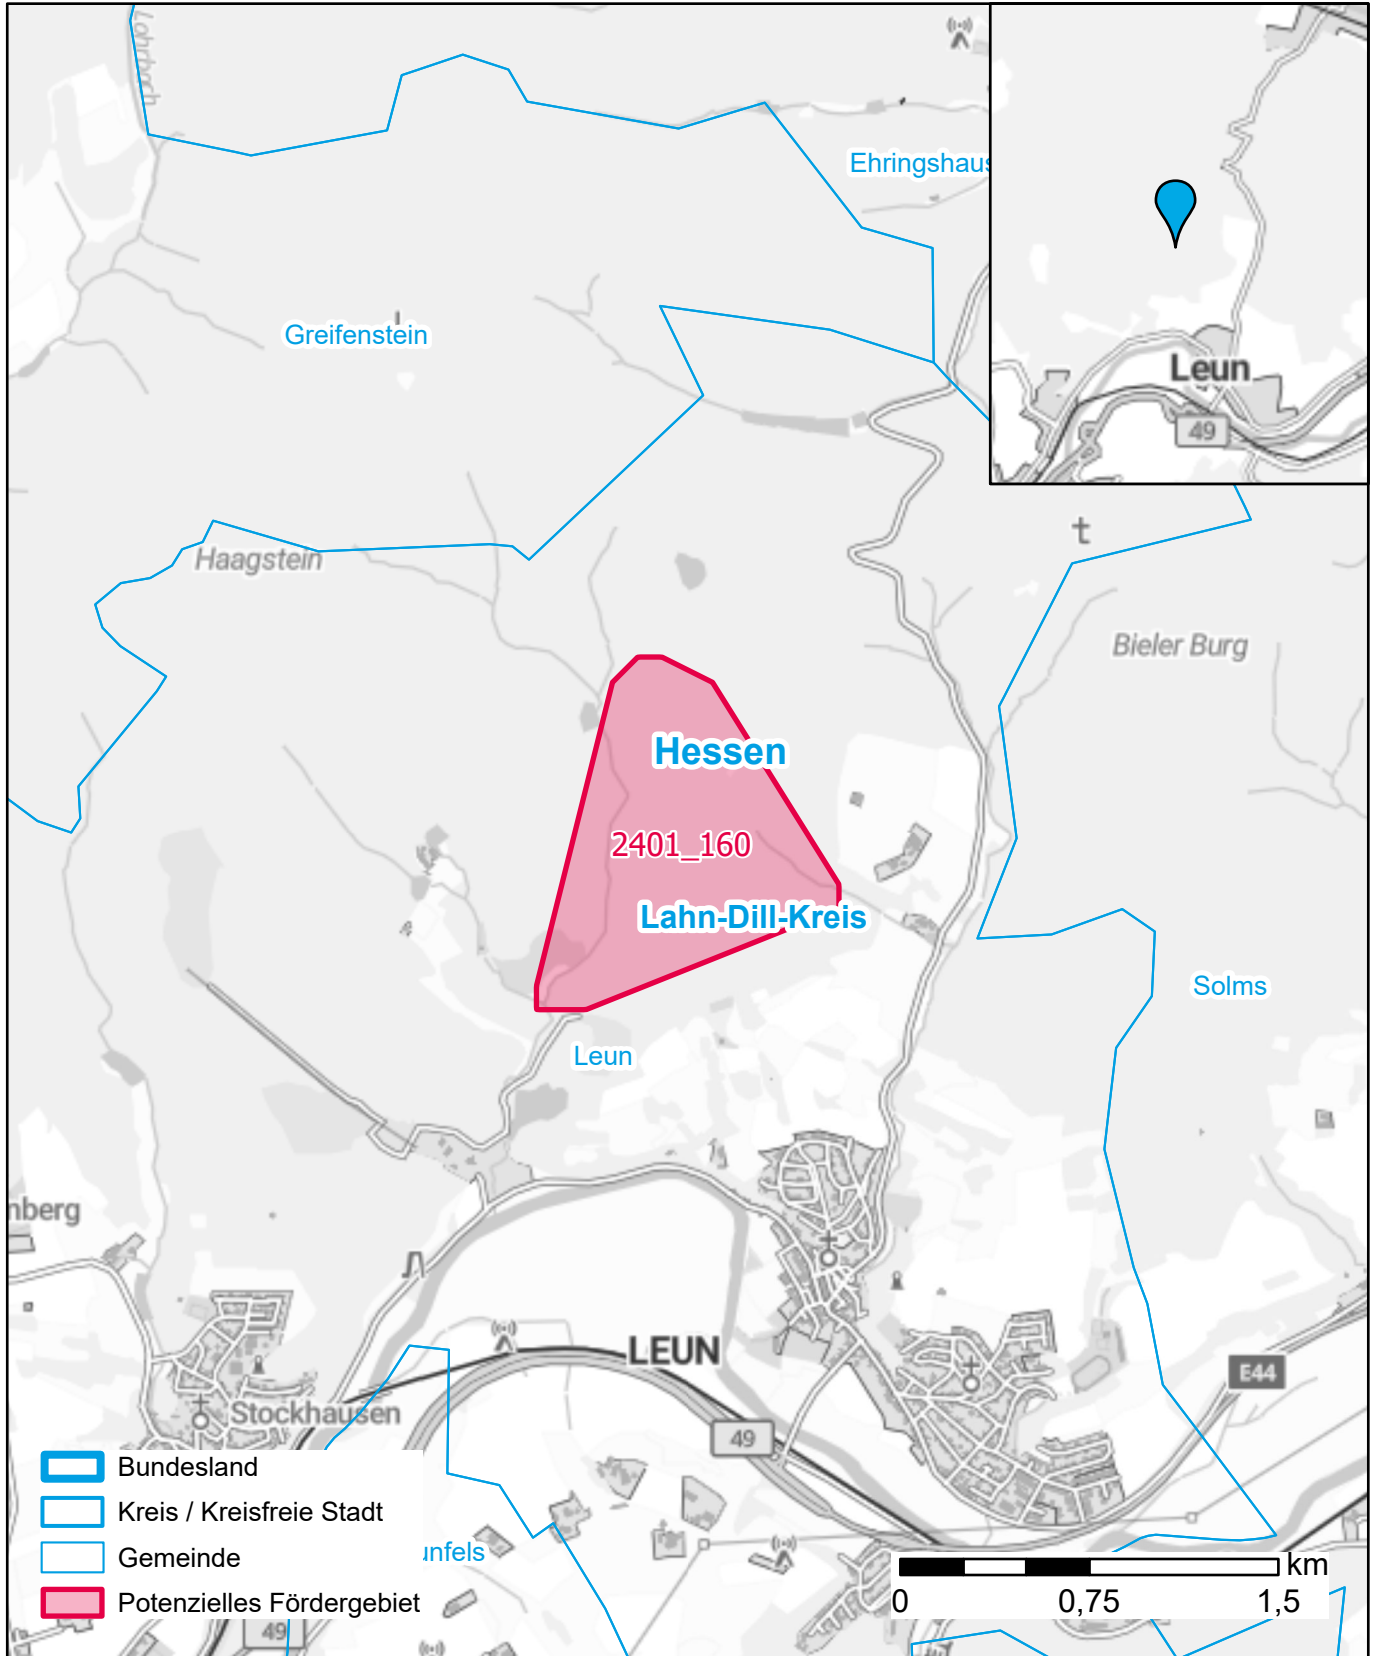 Lohrbach
Ehringshaus
Greifenstein
Leun
49
Haagstein
t
Bieler Burg
Hessen
2401_160
Lahn-Dill-Kreis
Solms
Leun
nberg
LEUN
E44
Stockhausen
49
Bundesland
Kreis / Kreisfreie Stadt
Gemeinde
unfels
Potenzielles Fördergebiet
49
km
0 0,75 1,5